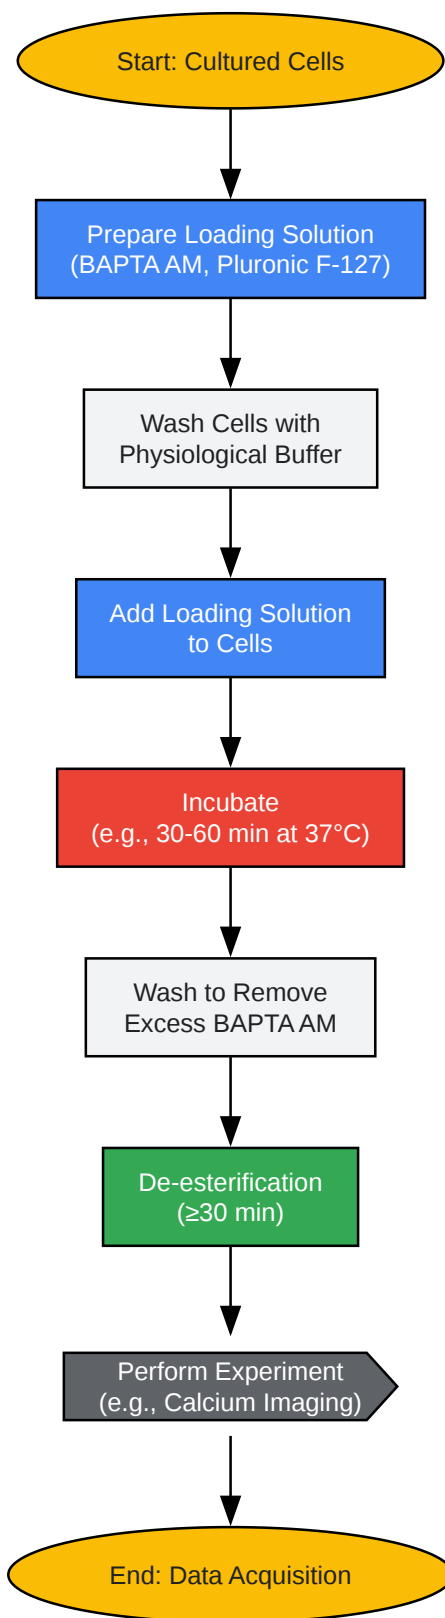 Start: Cultured Cells
Prepare Loading Solution
(BAPTA AM, Pluronic F-127)
Wash Cells with
Physiological Buffer
Add Loading Solution
to Cells
Incubate
(e.g., 30-60 min at 37°C)
Wash to Remove
Excess BAPTA AM
De-esterification
(≥30 min)
Perform Experiment
(e.g., Calcium Imaging)
End: Data Acquisition